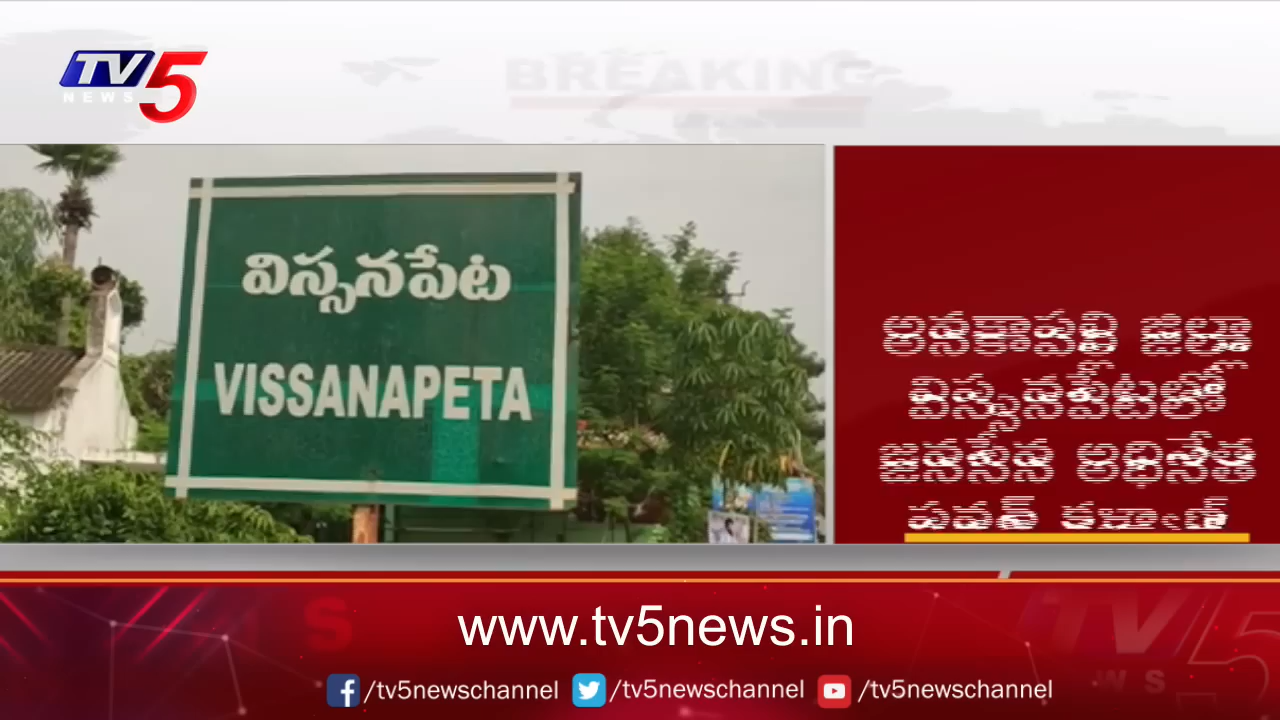 TV5
NEWS
BREAKING
విస్సనపేట
VISSANAPETA
అనకాపల్లి జిల్లా
విస్సనపేటలో
జనసేన అధినేత
పవన్ కళ్యాణ్
www.tv5news.in
/tv5newschannel /tv5newschannel /tv5newschannel